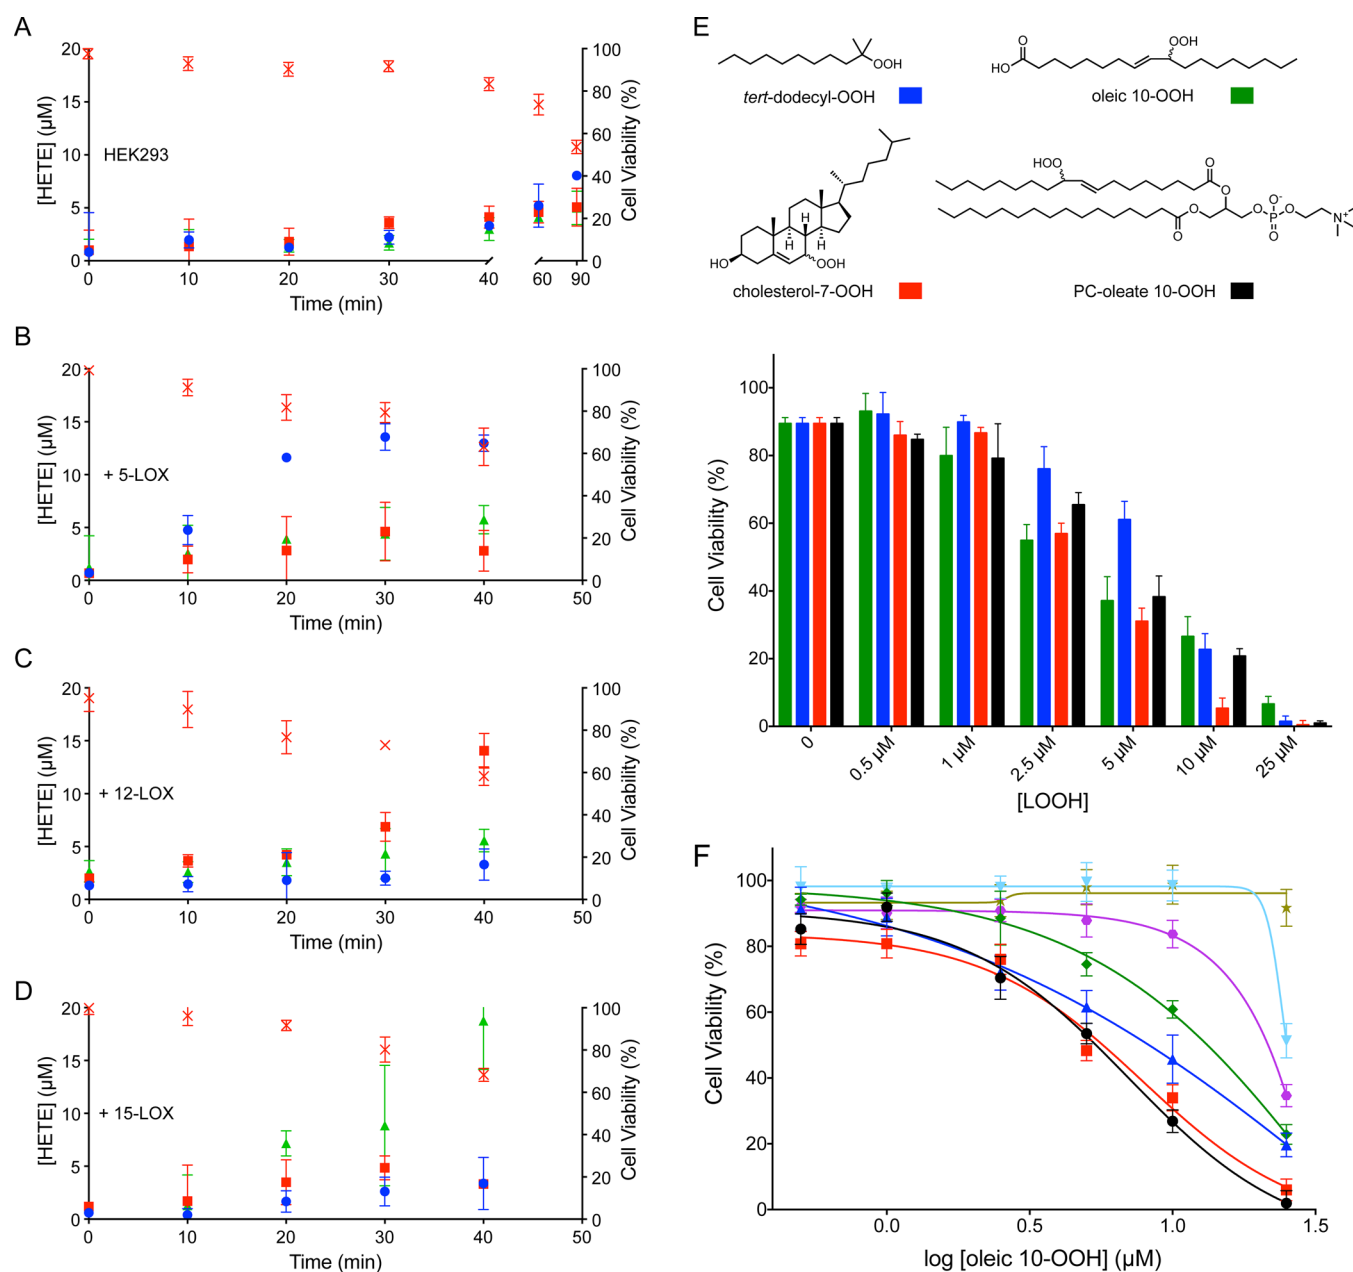 A
[HETE] (µM)
20
15
10
5
0
HEK293
100
80
60
40
20
0
Cell Viability (%)
0 10 20 30 40 60 90
Time (min)
B
[HETE] (µM)
20
15
10
5
0
+ 5-LOX
100
80
60
40
20
0
Cell Viability (%)
0 10 20 30 40 50
Time (min)
C
[HETE] (µM)
20
15
10
5
0
+ 12-LOX
100
80
60
40
20
0
Cell Viability (%)
0 10 20 30 40 50
Time (min)
D
[HETE] (µM)
20
15
10
5
0
+ 15-LOX
100
80
60
40
20
0
Cell Viability (%)
0 10 20 30 40 50
Time (min)
E
OOH
tert-dodecyl-OOH
O
HO
OOH
oleic 10-OOH
H
H H
HO
OOH
cholesterol-7-OOH
HOO
O
O
O
O
O
P
O⁻
O
O
N⁺
PC-oleate 10-OOH
Cell Viability (%)
100
80
60
40
20
0
0 0.5 µM 1 µM 2.5 µM 5 µM 10 µM 25 µM
[LOOH]
F
Cell Viability (%)
100
80
60
40
20
0
0.0 0.5 1.0 1.5
log [oleic 10-OOH] (µM)